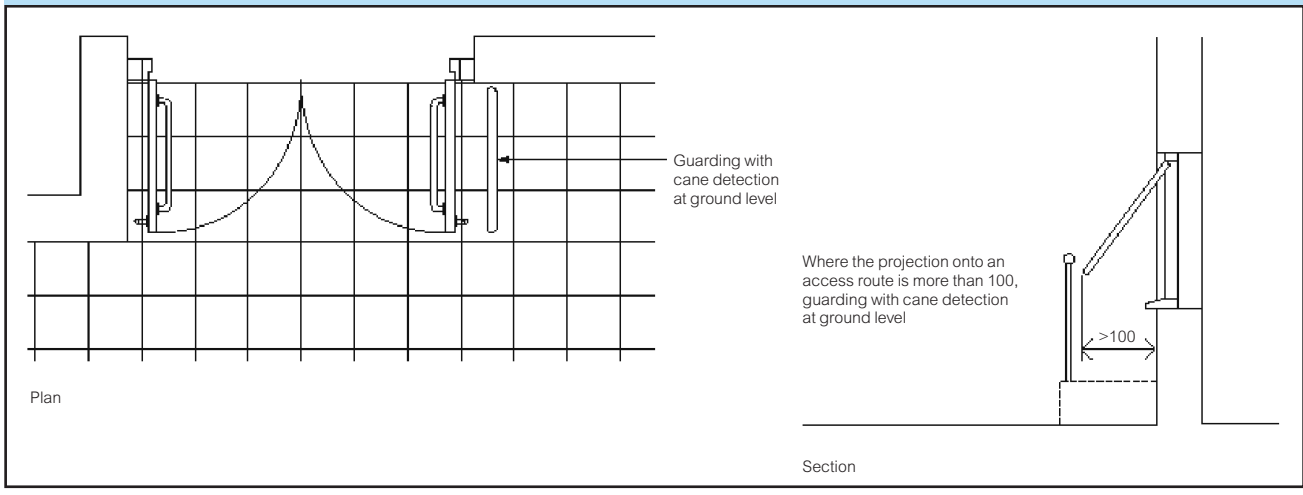 Guarding with
cane detection
at ground level
Plan
Where the projection onto an
access route is more than 100,
guarding with cane detection
at ground level
>100
Section